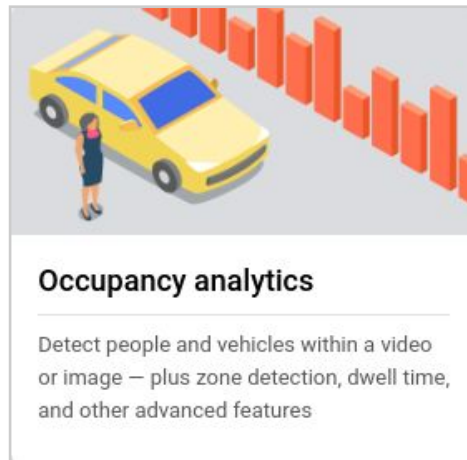 Occupancy analytics
Detect people and vehicles within a video
or image — plus zone detection, dwell time,
and other advanced features